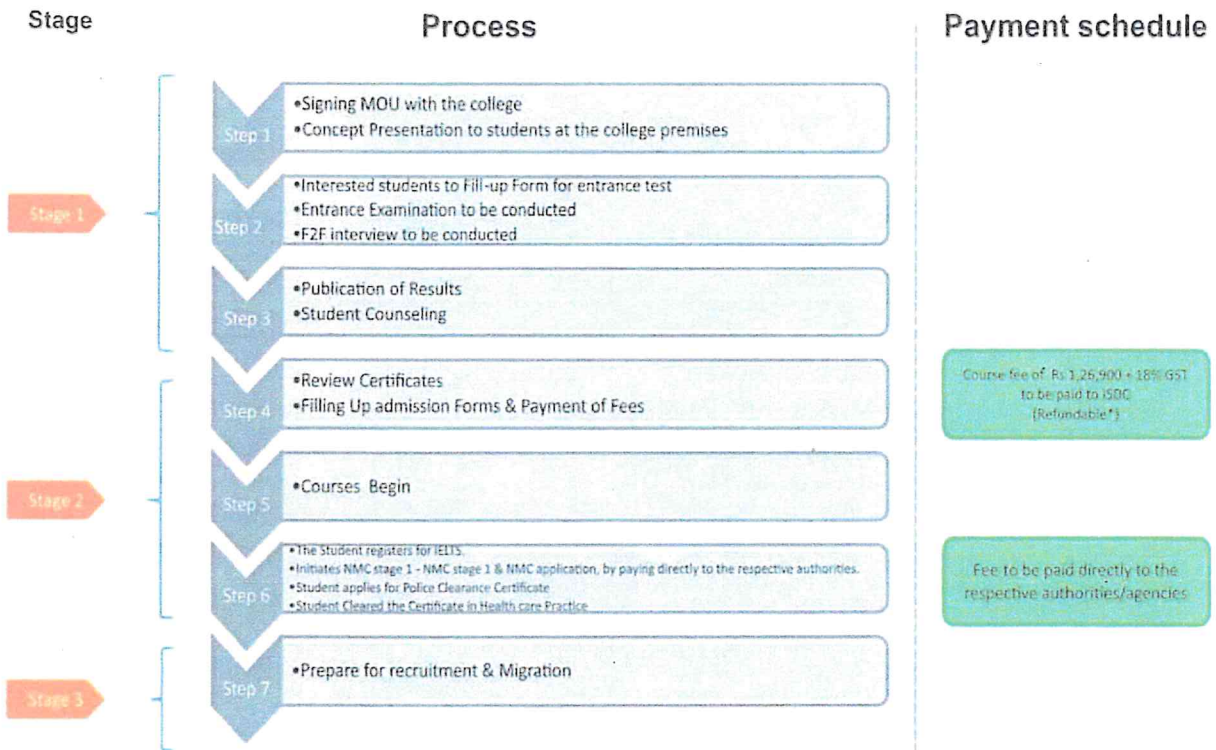 Stage
Process
Payment schedule
Stage 1
Step 1
•Signing MOU with the college
•Concept Presentation to students at the college premises
Step 2
•Interested students to Fill-up Form for entrance test
•Entrance Examination to be conducted
•F2F interview to be conducted
Step 3
•Publication of Results
•Student Counseling
Stage 2
Step 4
•Review Certificates
•Filling Up admission Forms & Payment of Fees
Course fee of Rs 1,26,900 + 18% GST
to be paid to ISDC
(Refundable*)
Step 5
•Courses Begin
Step 6
•The Student registers for IELTS.
•Initiates NMC stage 1 - NMC stage 1 & NMC application, by paying directly to the respective authorities.
•Student applies for Police Clearance Certificate
•Student Cleared the Certificate in Health care Practice
Fee to be paid directly to the
respective authorities/agencies
Stage 3
Step 7
•Prepare for recruitment & Migration